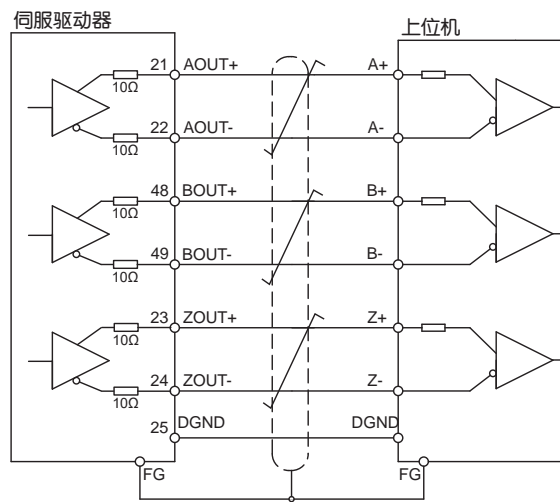 伺服驱动器
上位机
21 AOUT+ A+
10Ω
22 AOUT- A-
10Ω
48 BOUT+ B+
10Ω
49 BOUT- B-
10Ω
23 ZOUT+ Z+
10Ω
24 ZOUT- Z-
10Ω
25 DGND DGND
FG FG